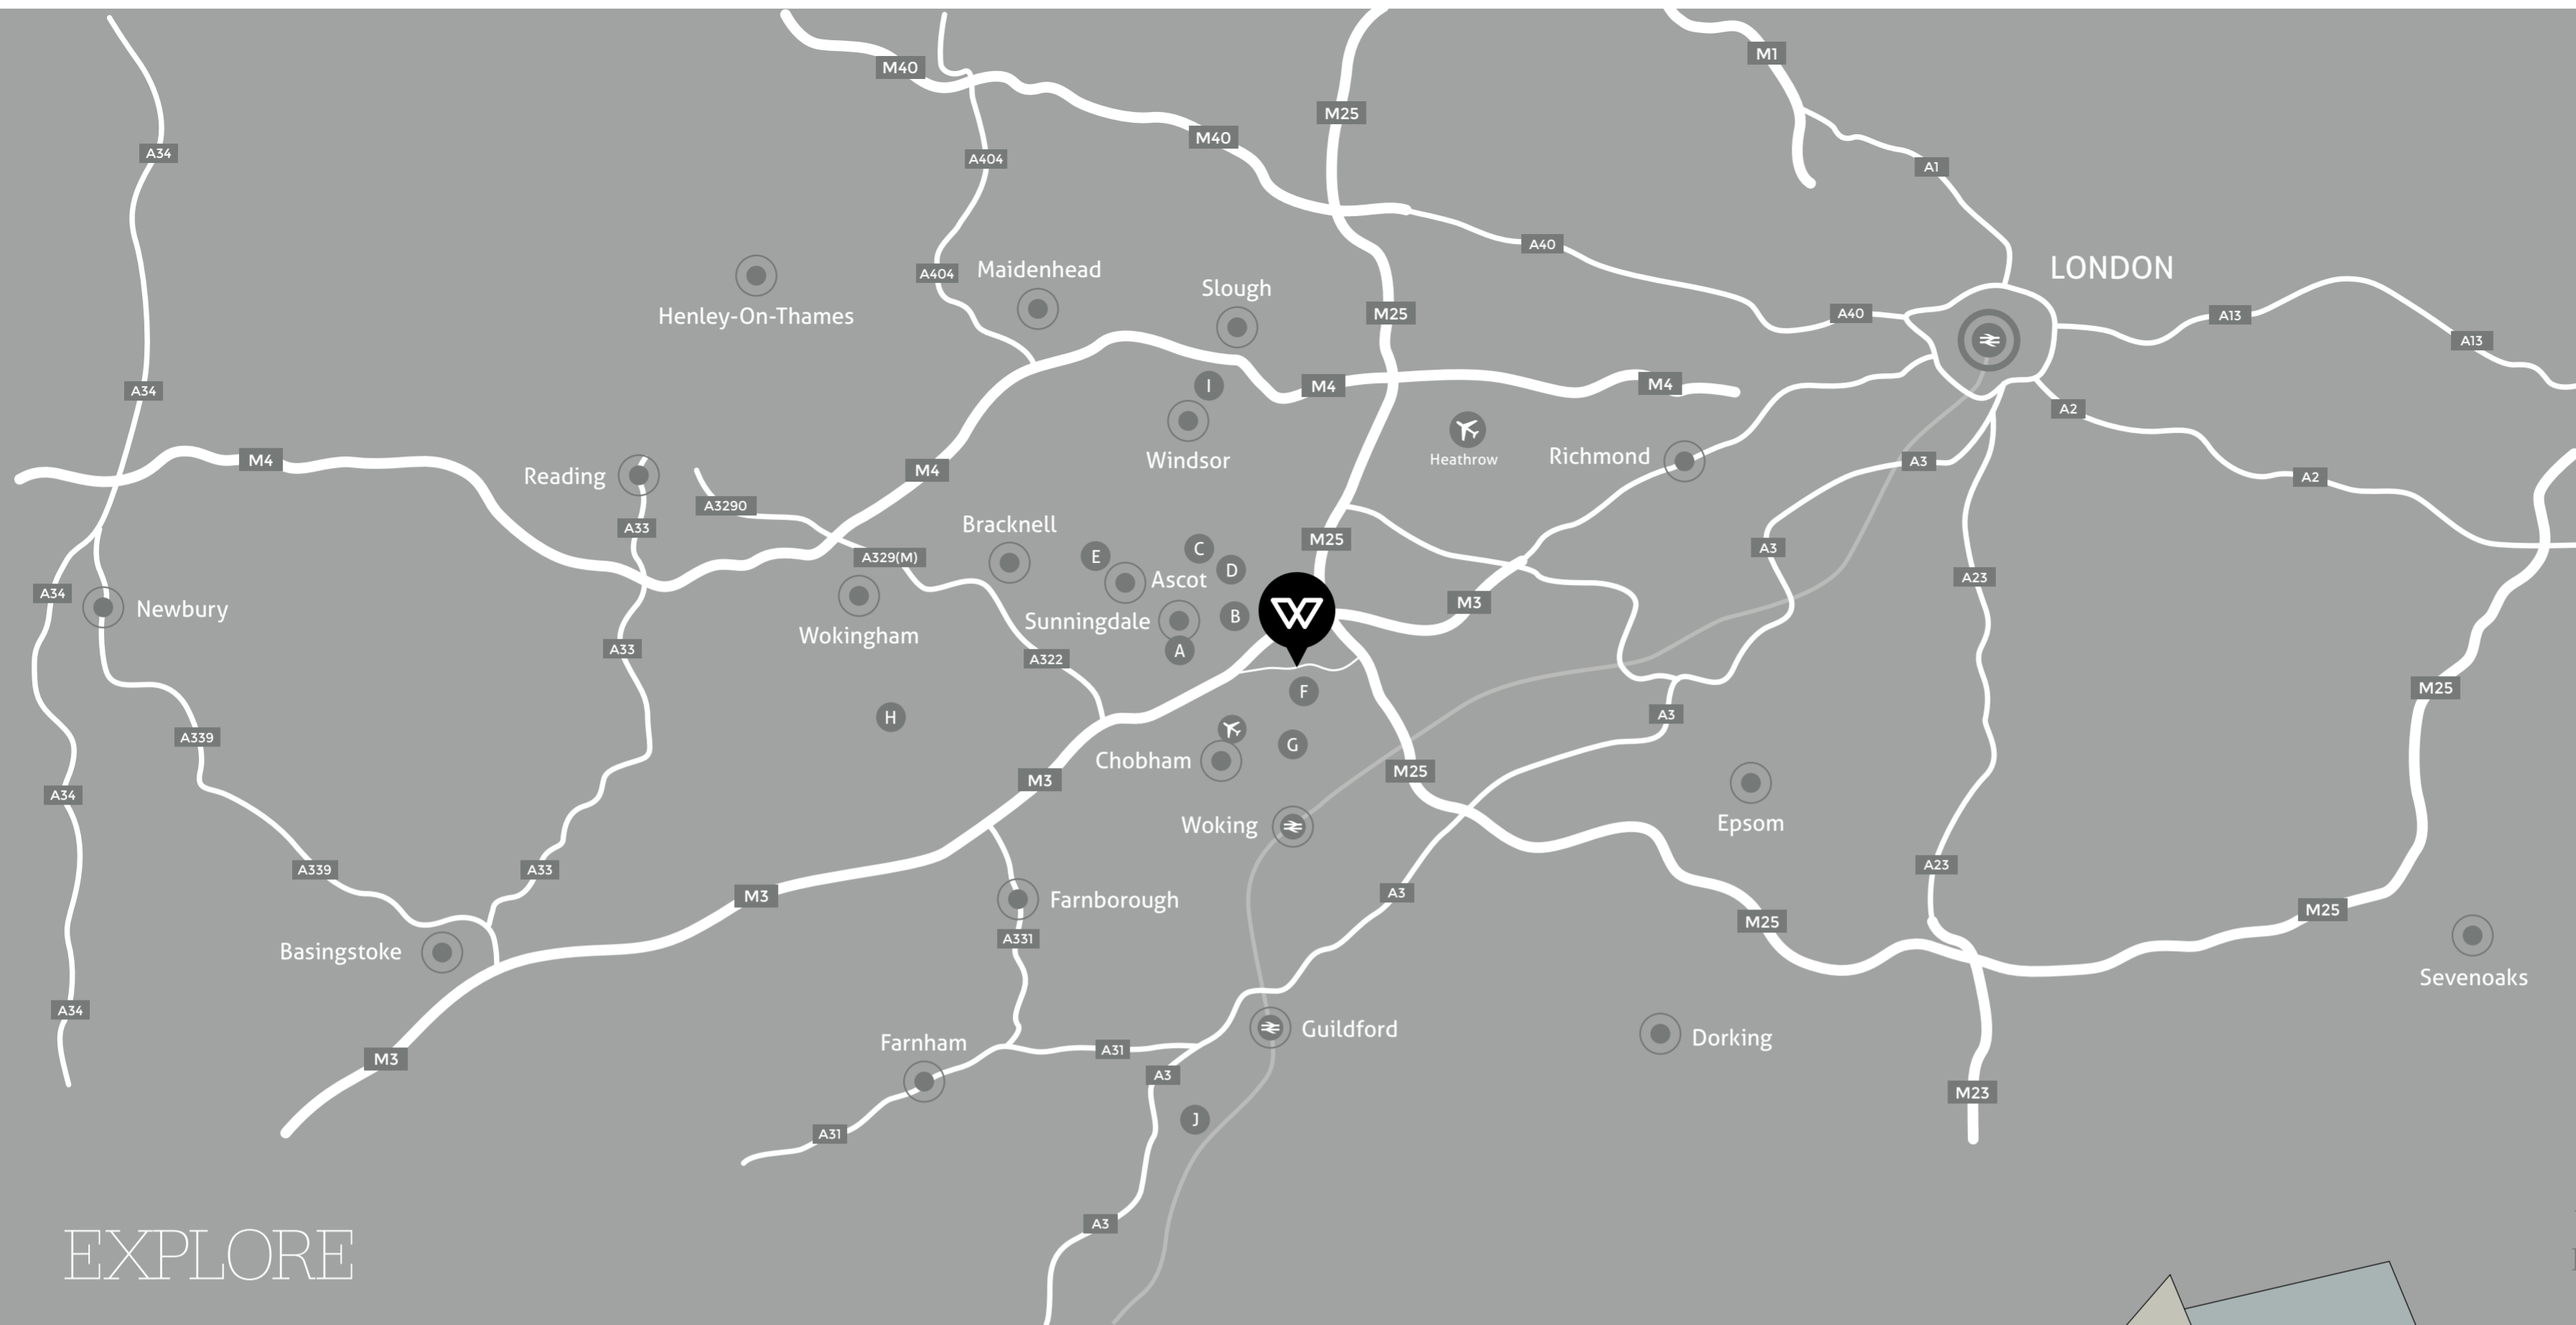 M1
M40
M25
M40
A34
A404
A1
A40
LONDON
A404
Maidenhead
Slough
Henley-On-Thames
M25
A40
A13
A13
A34
I
M4
M4
A2
Heathrow
Richmond
Windsor
M4
M4
A3
Reading
A2
A3290
A33
Bracknell
M25
A329(M)
E
C
D
A3
Ascot
A23
A34
Newbury
M3
Wokingham
Sunningdale
B
W
A33
A322
A
F
M25
H
A3
A339
G
Chobham
M25
M3
A34
Woking
Epsom
A339
A33
A23
M3
Farnborough
A3
M25
M25
A331
Basingstoke
Sevenoaks
A34
Farnham
Guildford
Dorking
M3
A31
A3
M23
J
A31
A3
EXPLORE